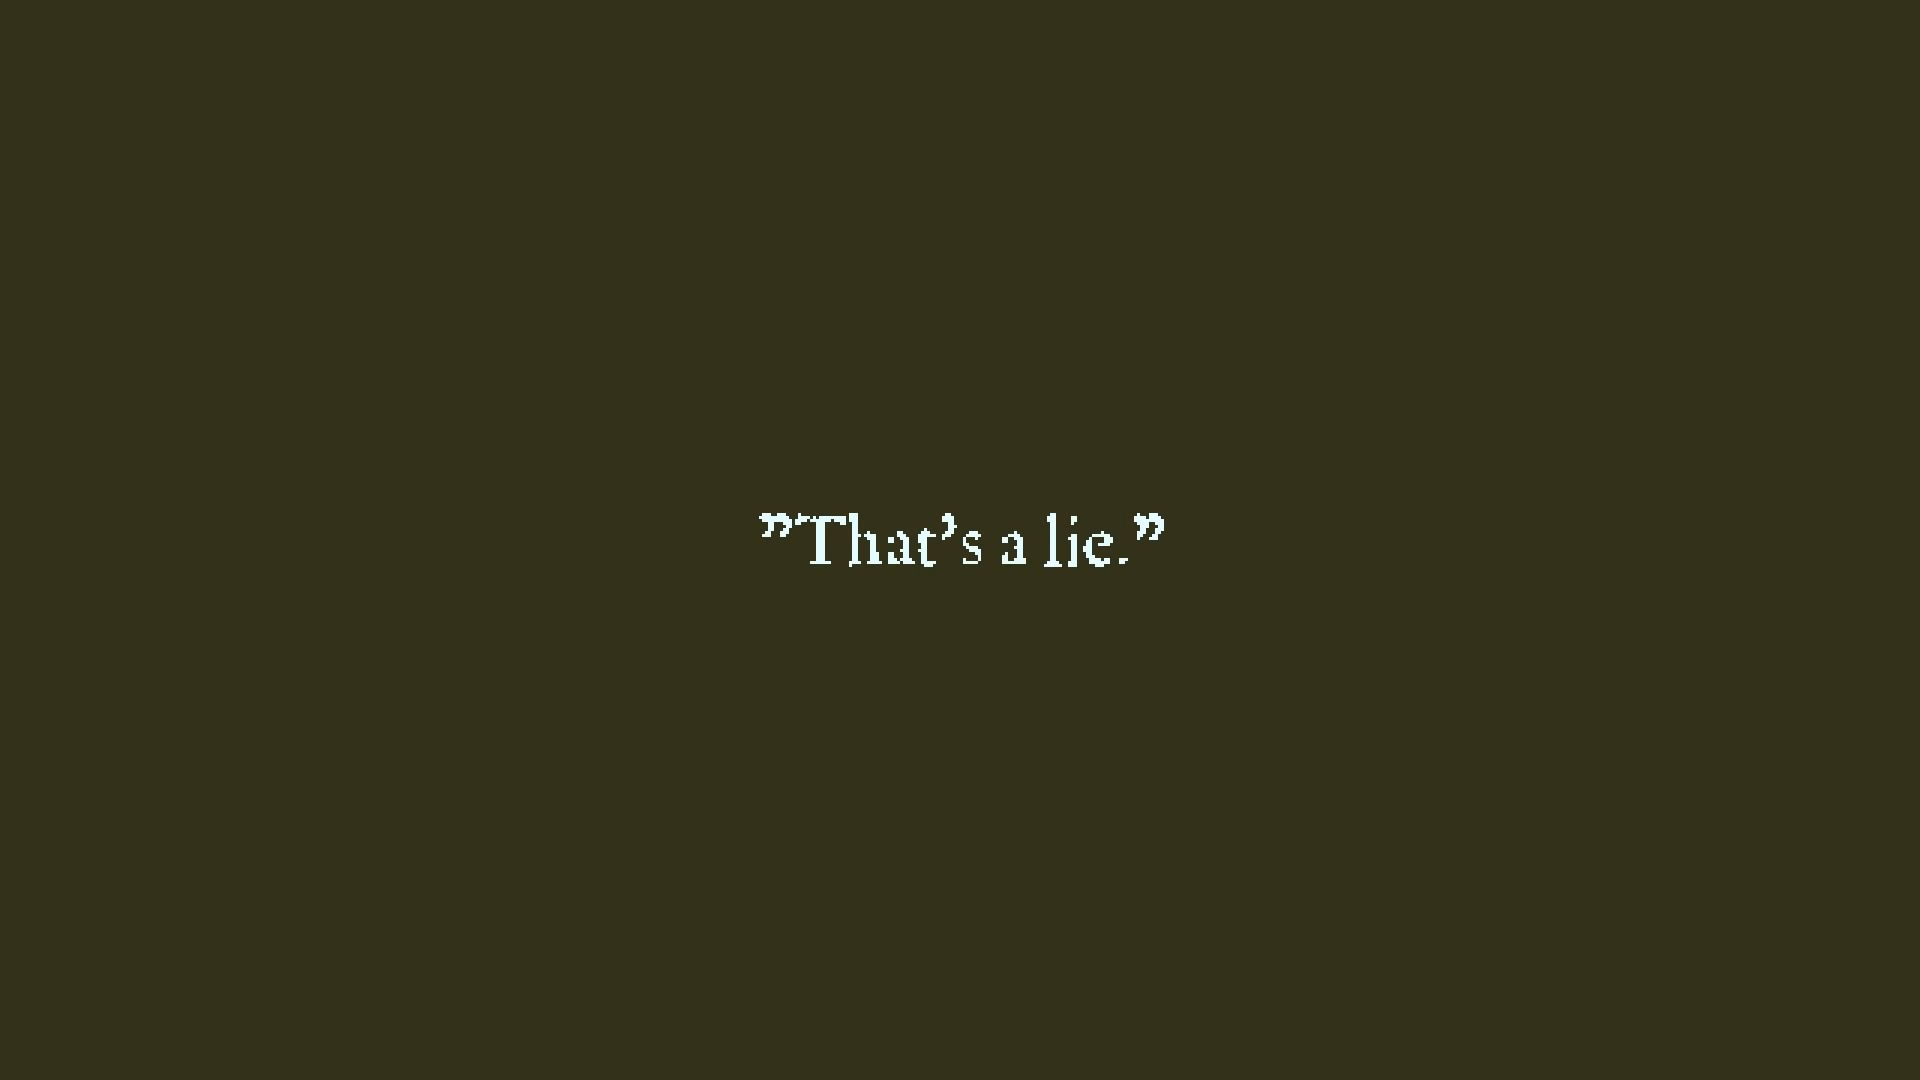 ”That’s a lie.”